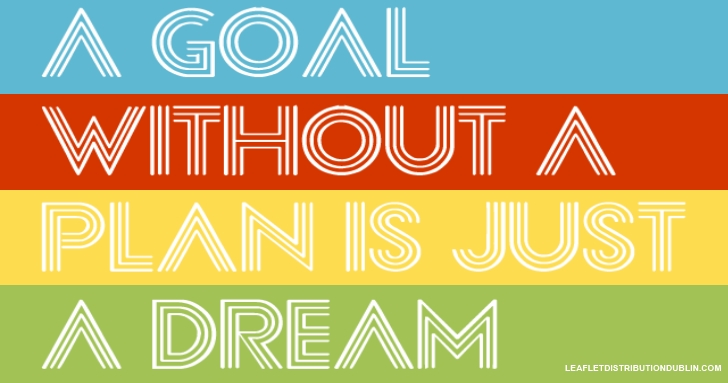 A GOAL
WITHOUT A
PLAN IS JUST
A DREAM
LEAFLETDISTRIBUTIONDUBLIN.COM